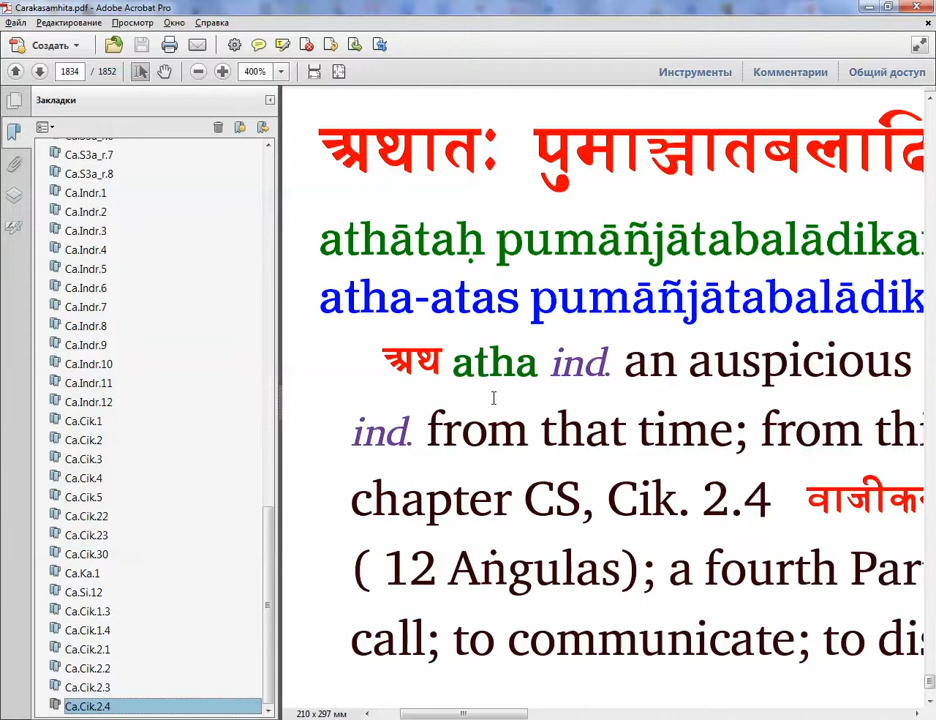 Carakasamhita.pdf - Adobe Acrobat Pro
Файл Редактирование Просмотр Окно Справка
Создать
1834 / 1852 400% Инструменты Комментарии Общий доступ
Закладки
Ca.S3a_r.7
Ca.S3a_r.8
Ca.Indr.1
Ca.Indr.2
Ca.Indr.3
Ca.Indr.4
Ca.Indr.5
Ca.Indr.6
Ca.Indr.7
Ca.Indr.8
Ca.Indr.9
Ca.Indr.10
Ca.Indr.11
Ca.Indr.12
Ca.Cik.1
Ca.Cik.2
Ca.Cik.3
Ca.Cik.4
Ca.Cik.5
Ca.Cik.22
Ca.Cik.23
Ca.Cik.30
Ca.Ka.1
Ca.Si.12
Ca.Cik.1.3
Ca.Cik.1.4
Ca.Cik.2.1
Ca.Cik.2.2
Ca.Cik.2.3
Ca.Cik.2.4
अथातः पुमाञ्जातबलादि
athātaḥ pumāñjātabalādika
atha-atas pumāñjātabalādik
अथ atha ind. an auspicious
ind. from that time; from thi
chapter CS, Cik. 2.4 वाजीकर
( 12 Aṅgulas); a fourth Par
call; to communicate; to dis
210 x 297 мм